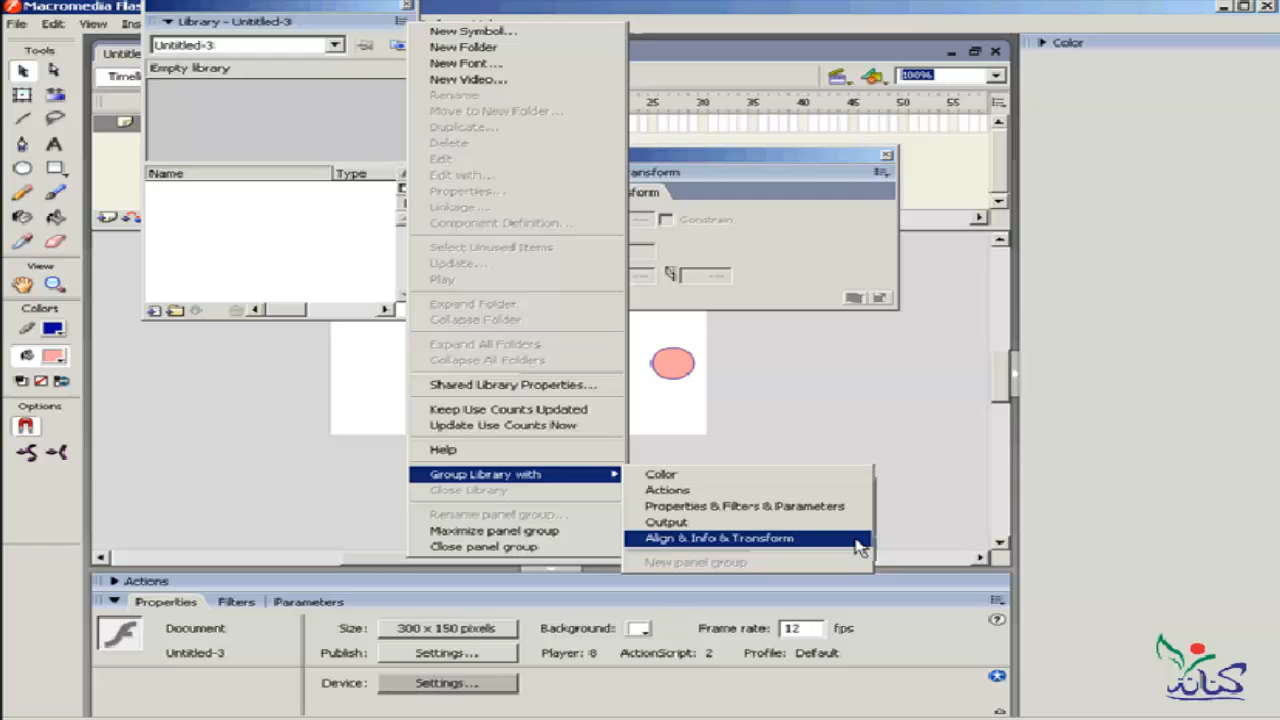 Macromedia Flas
File Edit View Ins
Library - Untitled-3
Untitled-3
Empty library
Name Type
New Symbol...
New Folder
New Font ...
New Video...
Rename
Move to New Folder ...
Duplicate...
Delete
Edit
Edit with...
Properties...
Linkage ...
Component Definition...
Select Unused Items
Update...
Play
Expand Folder
Collapse Folder
Expand All Folders
Collapse All Folders
Shared Library Properties...
Keep Use Counts Updated
Update Use Counts Now
Help
Group Library with
Close Library
Rename panel group...
Maximize panel group
Close panel group
Color
Actions
Properties & Filters & Parameters
Output
Align & Info & Transform
New panel group
Tools
View
Colors
Options
Untitle
Timeli
100%
25 30 35 40 45 50 55
ransform
form
Constrain
Color
Actions
Properties Filters Parameters
Document
Untitled-3
Size: 300 x 150 pixels
Background:
Frame rate: 12 fps
Publish: Settings...
Player: 8 ActionScript: 2 Profile: Default
Device: Settings...